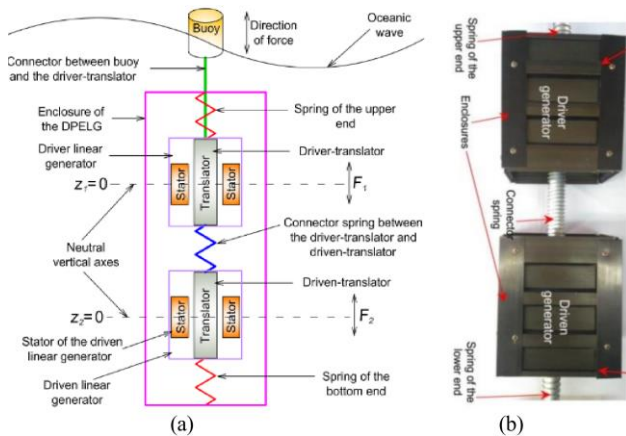 Buoy
Direction
of force
Oceanic
wave
Connector between buoy
and the driver-translator
Enclosure of
the DPELG
Spring of the upper
end
Driver linear
generator
Driver-translator
Stator
Translator
Stator
z₁=0
F₁
Neutral
vertical axes
Connector spring between
the driver-translator and
driven-translator
Driven-translator
Stator
Translator
Stator
z₂=0
F₂
Stator of the driven
linear generator
Driven linear
generator
Spring of the
bottom end
(a)
Spring of the
upper end
Enclosures
Driver
generator
Connector
spring
Driven
generator
Spring of the
lower end
(b)